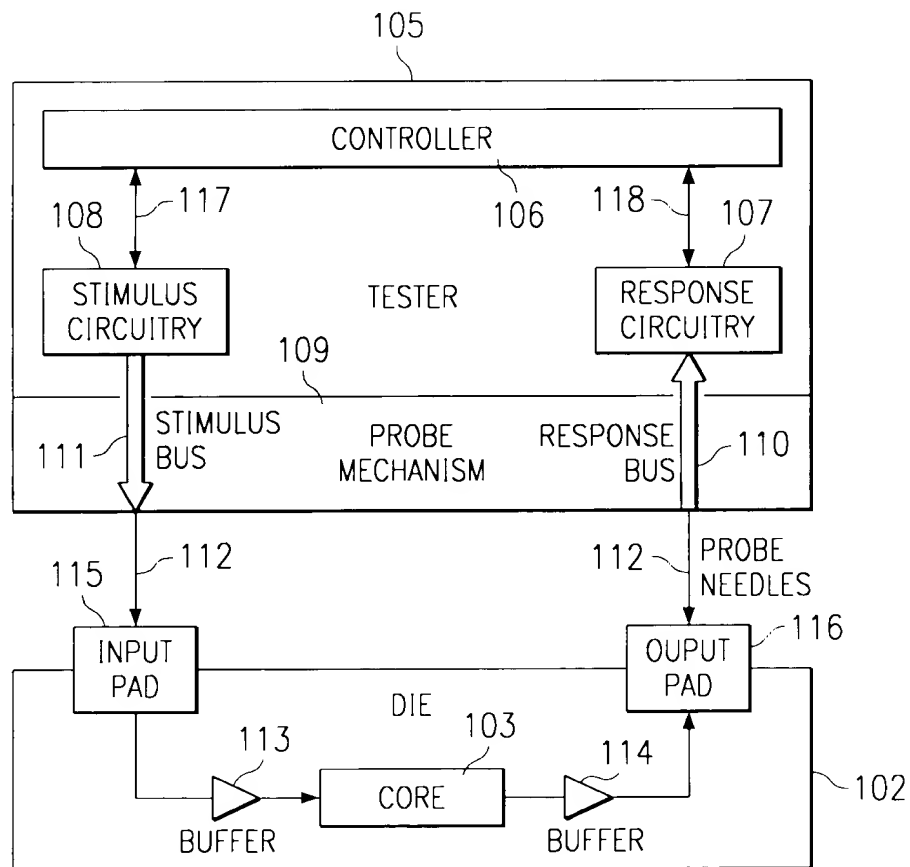 105
CONTROLLER
117
106
118
108
107
STIMULUS
CIRCUITRY
TESTER
RESPONSE
CIRCUITRY
109
111
STIMULUS
BUS
PROBE
MECHANISM
RESPONSE
BUS
110
112
112
PROBE
NEEDLES
115
116
INPUT
PAD
OUPUT
PAD
DIE
113
103
114
102
CORE
BUFFER
BUFFER